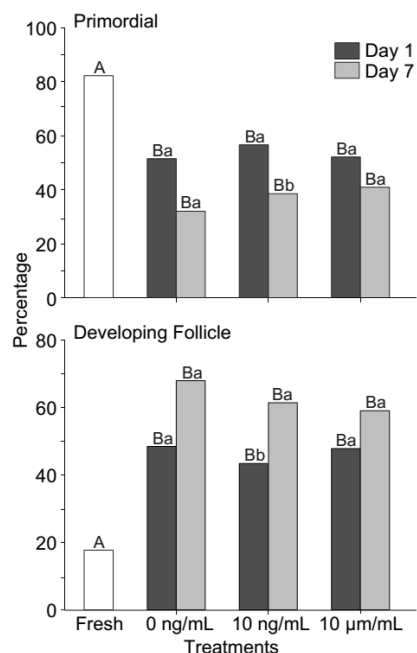 Primordial
Day 1
Day 7
100
80
60
40
20
0
A
Ba
Ba
Ba
Bb
Ba
Ba
Percentage
Developing Follicle
80
60
40
20
0
A
Ba
Ba
Bb
Ba
Ba
Ba
Fresh
0 ng/mL
10 ng/mL
10 µm/mL
Treatments